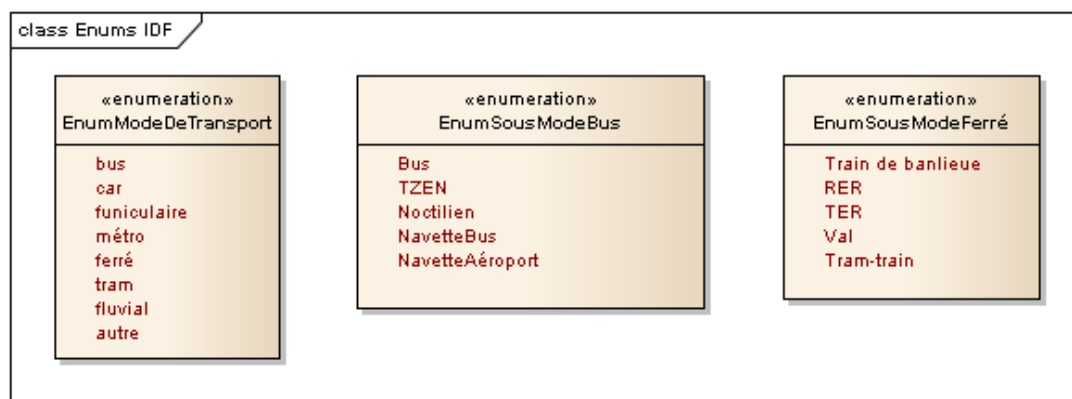 class Enums IDF
«enumeration»
EnumModeDeTransport
bus
car
funiculaire
métro
ferré
tram
fluvial
autre
«enumeration»
EnumSousModeBus
Bus
TZEN
Noctilien
NavetteBus
NavetteAéroport
«enumeration»
EnumSousModeFerré
Train de banlieue
RER
TER
Val
Tram-train